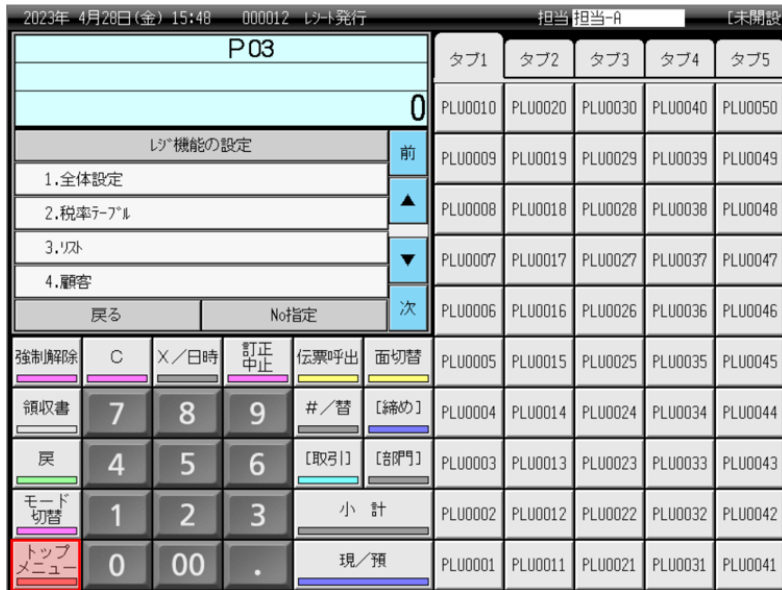 2023年 4月28日(金) 15:48 000012 ﾚｼｰﾄ発行 担当 担当-A [未開設
P03
0
ﾚｼﾞ機能の設定
前
1.全体設定
2.税率ﾃｰﾌﾞﾙ
▲
3.ﾘｽﾄ
▼
4.顧客
戻る No指定 次
強制解除 C X／日時 訂正中止 伝票呼出 面切替
領収書 7 8 9 #／替 [締め]
戻 4 5 6 [取引] [部門]
モード切替 1 2 3 小 計
トップメニュー 0 00 . 現／預
タブ1 タブ2 タブ3 タブ4 タブ5
PLU0010 PLU0020 PLU0030 PLU0040 PLU0050
PLU0009 PLU0019 PLU0029 PLU0039 PLU0049
PLU0008 PLU0018 PLU0028 PLU0038 PLU0048
PLU0007 PLU0017 PLU0027 PLU0037 PLU0047
PLU0006 PLU0016 PLU0026 PLU0036 PLU0046
PLU0005 PLU0015 PLU0025 PLU0035 PLU0045
PLU0004 PLU0014 PLU0024 PLU0034 PLU0044
PLU0003 PLU0013 PLU0023 PLU0033 PLU0043
PLU0002 PLU0012 PLU0022 PLU0032 PLU0042
PLU0001 PLU0011 PLU0021 PLU0031 PLU0041